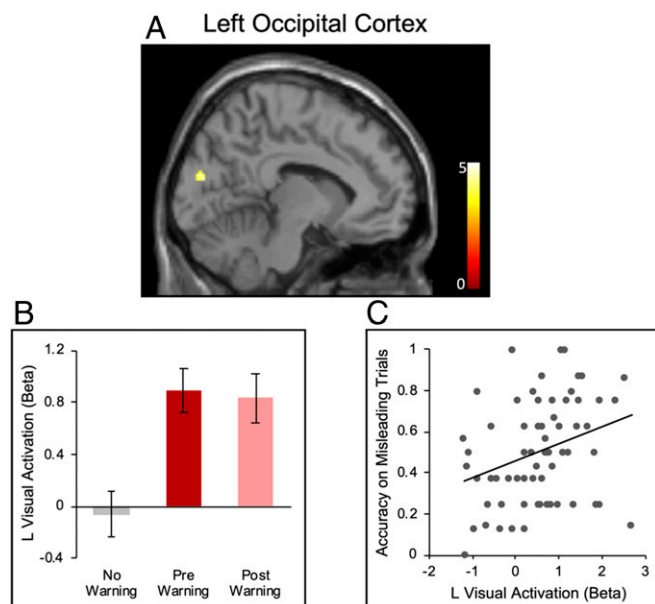 A
Left Occipital Cortex
5
0
B
L Visual Activation (Beta)
1.2
0.8
0.4
0
-0.4
No Warning
Pre Warning
Post Warning
C
Accuracy on Misleading Trials
1
0.8
0.6
0.4
0.2
0
-2 -1 0 1 2 3
L Visual Activation (Beta)